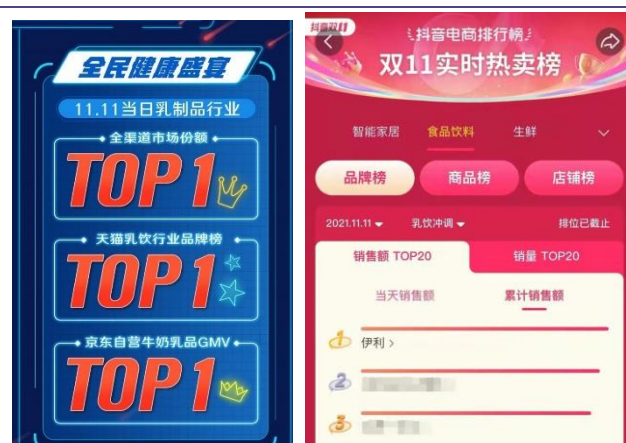 全民健康盛宴
11.11当日乳制品行业
全渠道市场份额
TOP1
天猫乳饮行业品牌榜
TOP1
京东自营牛奶乳品GMV
TOP1
抖音双11
抖音电商排行榜
双11实时热卖榜
智能家居 食品饮料 生鲜
品牌榜 商品榜 店铺榜
2021.11.11 乳饮冲调 排位已截止
销售额 TOP20 销量 TOP20
当天销售额 累计销售额
1 伊利 >
2
3